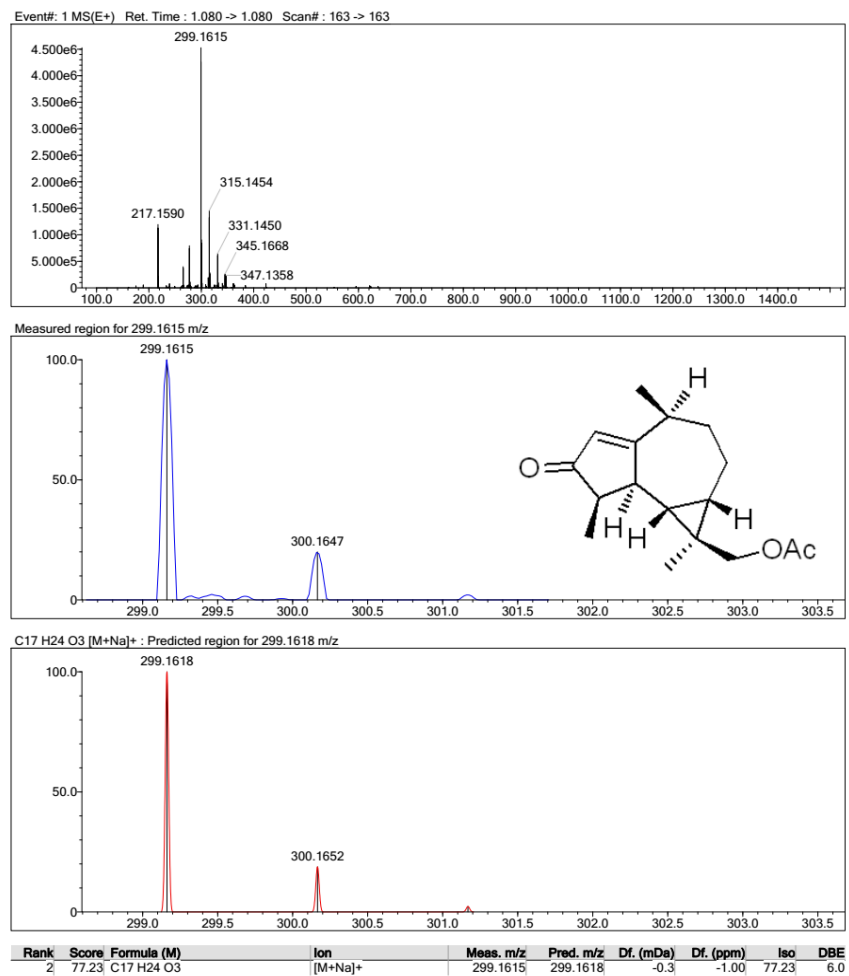 Event#: 1 MS(E+) Ret. Time : 1.080 -> 1.080 Scan# : 163 -> 163
299.1615
4.500e6
4.000e6
3.500e6
3.000e6
2.500e6
2.000e6
1.500e6
1.000e6
5.000e5
0
315.1454
217.1590
331.1450
345.1668
347.1358
100.0 200.0 300.0 400.0 500.0 600.0 700.0 800.0 900.0 1000.0 1100.0 1200.0 1300.0 1400.0
Measured region for 299.1615 m/z
299.1615
100.0
50.0
0
300.1647
H
O
H
H
H
OAc
299.0 299.5 300.0 300.5 301.0 301.5 302.0 302.5 303.0 303.5
C17 H24 O3 [M+Na]+ : Predicted region for 299.1618 m/z
299.1618
100.0
50.0
0
300.1652
299.0 299.5 300.0 300.5 301.0 301.5 302.0 302.5 303.0 303.5
Rank Score Formula (M) Ion Meas. m/z Pred. m/z Df. (mDa) Df. (ppm) Iso DBE
2 77.23 C17 H24 O3 [M+Na]+ 299.1615 299.1618 -0.3 -1.00 77.23 6.0